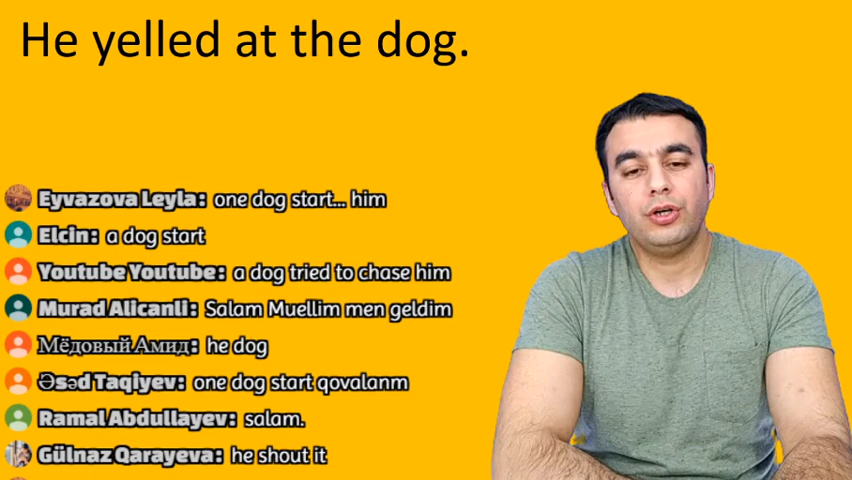 He yelled at the dog.
Eyvazova Leyla: one dog start... him
Elcin: a dog start
Youtube Youtube: a dog tried to chase him
Murad Alicanli: Salam Muellim men geldim
Мёдовый Амид: he dog
Əsəd Taqiyev: one dog start qovalanm
Ramal Abdullayev: salam.
Gülnaz Qarayeva: he shout it